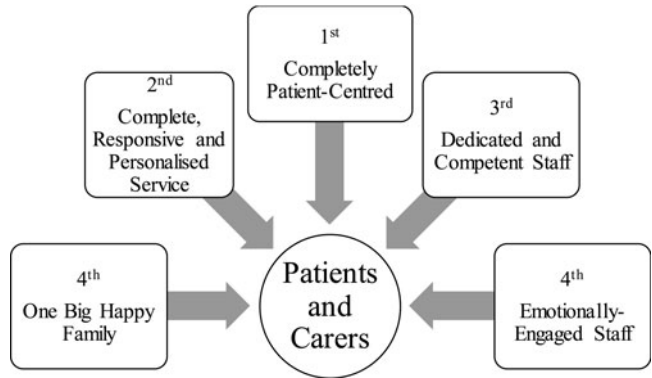 1st
Completely
Patient-Centred
2nd
Complete,
Responsive and
Personalised
Service
3rd
Dedicated and
Competent Staff
4th
One Big Happy
Family
Patients
and
Carers
4th
Emotionally-
Engaged Staff